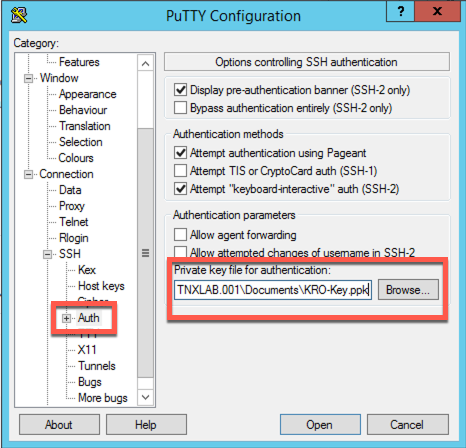 PuTTY Configuration
?
x
Category:
Features
Window
Appearance
Behaviour
Translation
Selection
Colours
Connection
Data
Proxy
Telnet
Rlogin
SSH
Kex
Host keys
Cipher
Auth
TTY
X11
Tunnels
Bugs
More bugs
Options controlling SSH authentication
Display pre-authentication banner (SSH-2 only)
Bypass authentication entirely (SSH-2 only)
Authentication methods
Attempt authentication using Pageant
Attempt TIS or CryptoCard auth (SSH-1)
Attempt "keyboard-interactive" auth (SSH-2)
Authentication parameters
Allow agent forwarding
Allow attempted changes of username in SSH-2
Private key file for authentication:
TNXLAB.001\Documents\KRO-Key.ppk
Browse...
About
Help
Open
Cancel